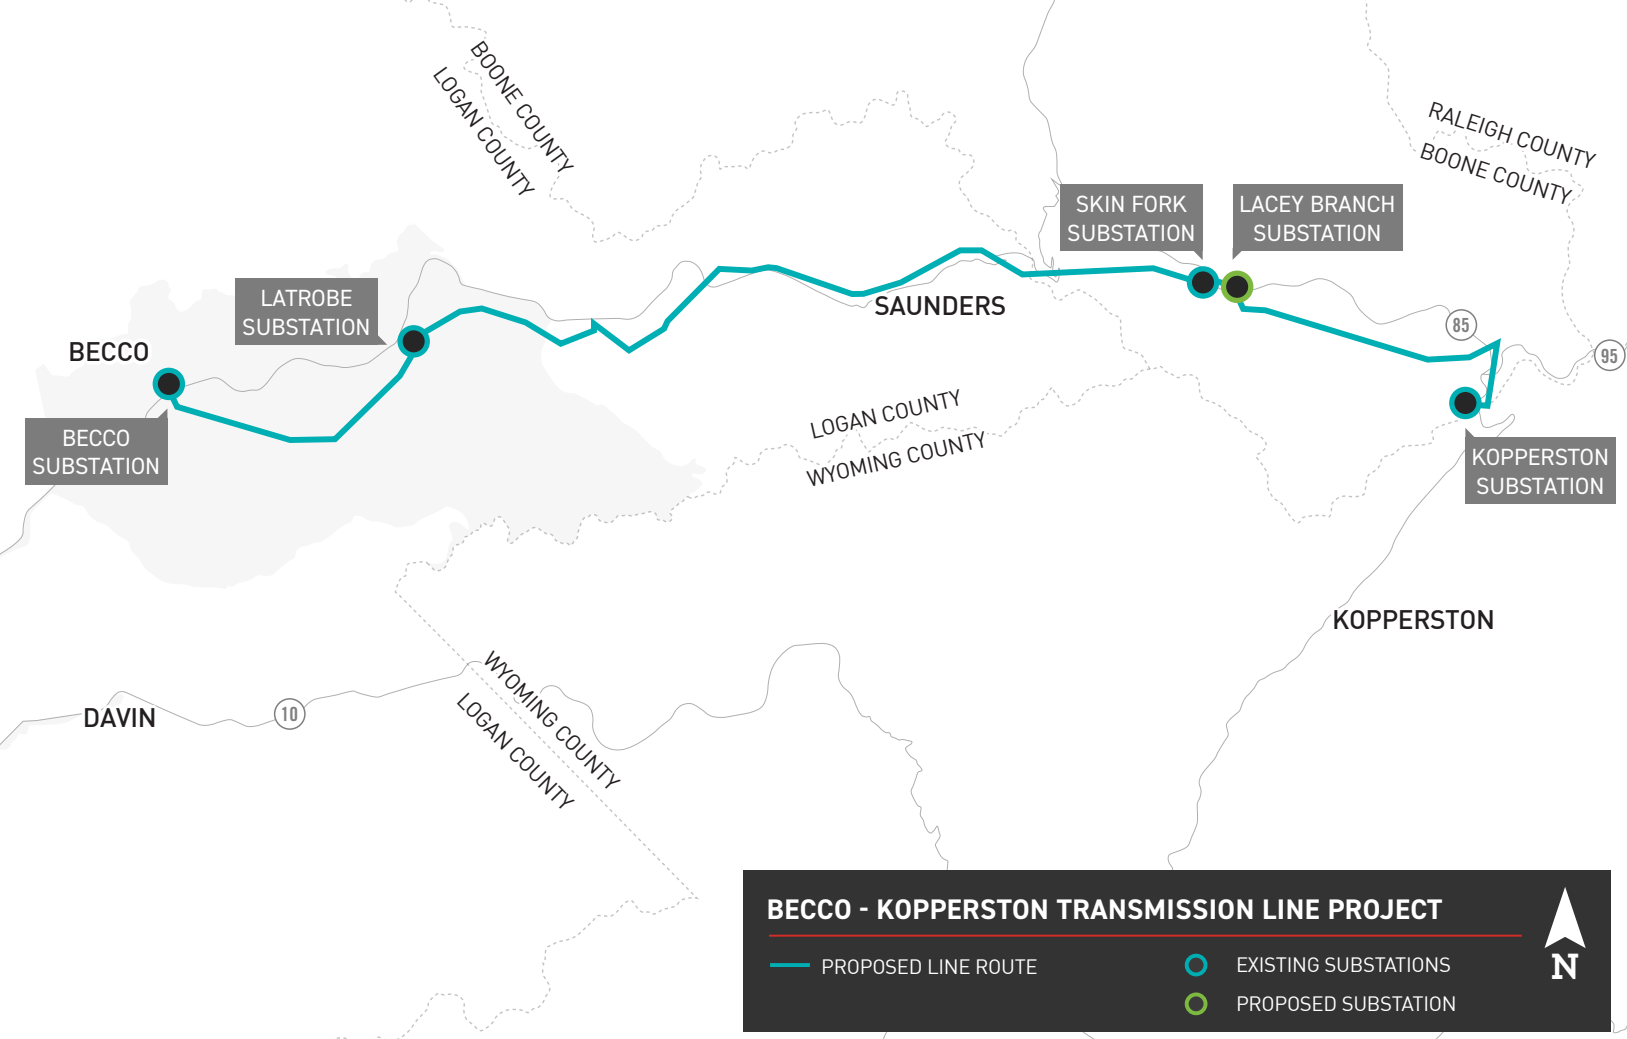 BOONE COUNTY
LOGAN COUNTY
RALEIGH COUNTY
BOONE COUNTY
SKIN FORK
SUBSTATION
LACEY BRANCH
SUBSTATION
LATROBE
SUBSTATION
SAUNDERS
85
BECCO
95
LOGAN COUNTY
WYOMING COUNTY
BECCO
SUBSTATION
KOPPERSTON
SUBSTATION
KOPPERSTON
WYOMING COUNTY
LOGAN COUNTY
DAVIN
10
BECCO - KOPPERSTON TRANSMISSION LINE PROJECT
PROPOSED LINE ROUTE
EXISTING SUBSTATIONS
PROPOSED SUBSTATION
N